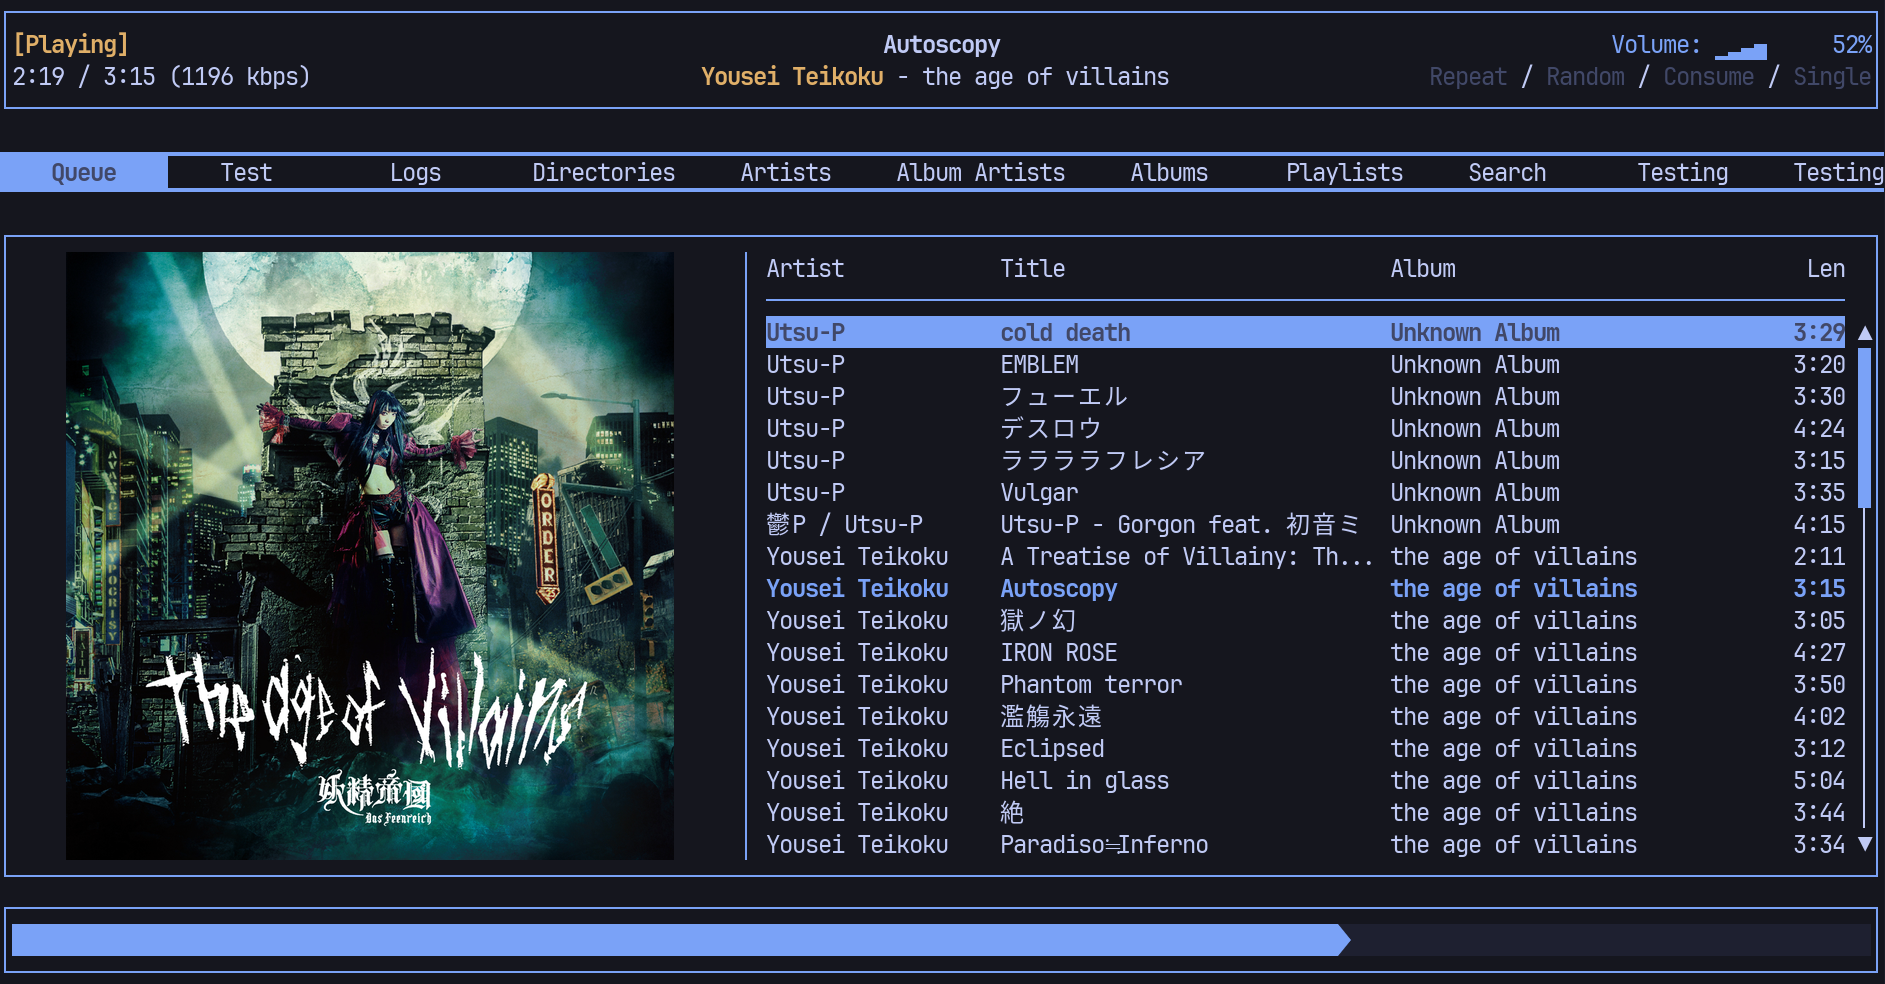 [Playing] Autoscopy Volume: 52%
2:19 / 3:15 (1196 kbps) Yousei Teikoku - the age of villains Repeat / Random / Consume / Single
Queue Test Logs Directories Artists Album Artists Albums Playlists Search Testing Testing
AVARICE
HYPOCRISY
ORDER
the age of villains
妖精帝國
Das Feenreich
Artist Title Album Len
Utsu-P cold death Unknown Album 3:29
Utsu-P EMBLEM Unknown Album 3:20
Utsu-P フューエル Unknown Album 3:30
Utsu-P デスロウ Unknown Album 4:24
Utsu-P ララララフレシア Unknown Album 3:15
Utsu-P Vulgar Unknown Album 3:35
鬱P / Utsu-P Utsu-P - Gorgon feat. 初音ミ Unknown Album 4:15
Yousei Teikoku A Treatise of Villainy: Th... the age of villains 2:11
Yousei Teikoku Autoscopy the age of villains 3:15
Yousei Teikoku 獄ノ幻 the age of villains 3:05
Yousei Teikoku IRON ROSE the age of villains 4:27
Yousei Teikoku Phantom terror the age of villains 3:50
Yousei Teikoku 濫觴永遠 the age of villains 4:02
Yousei Teikoku Eclipsed the age of villains 3:12
Yousei Teikoku Hell in glass the age of villains 5:04
Yousei Teikoku 絶 the age of villains 3:44
Yousei Teikoku Paradiso≒Inferno the age of villains 3:34